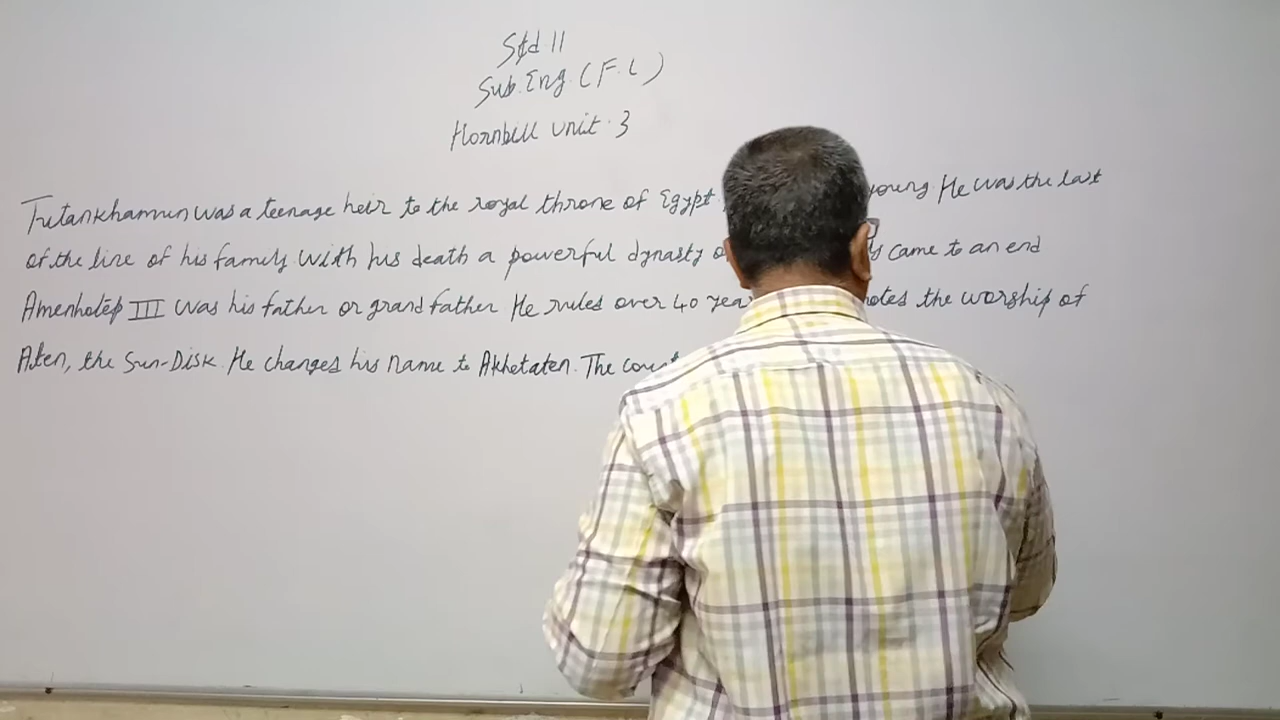 Std 11
Sub. Eng. (F.L)
Hornbill unit. 3
Tutankhamun was a teenage heir to the royal throne of Egypt. young. He was the last
of the line of his family with his death a powerful dynasty came to an end
Amenhotep III was his father or grand father He rules over 40 the worship of
Aten, the Sun-Disk. He changes his name to Akhetaten. The